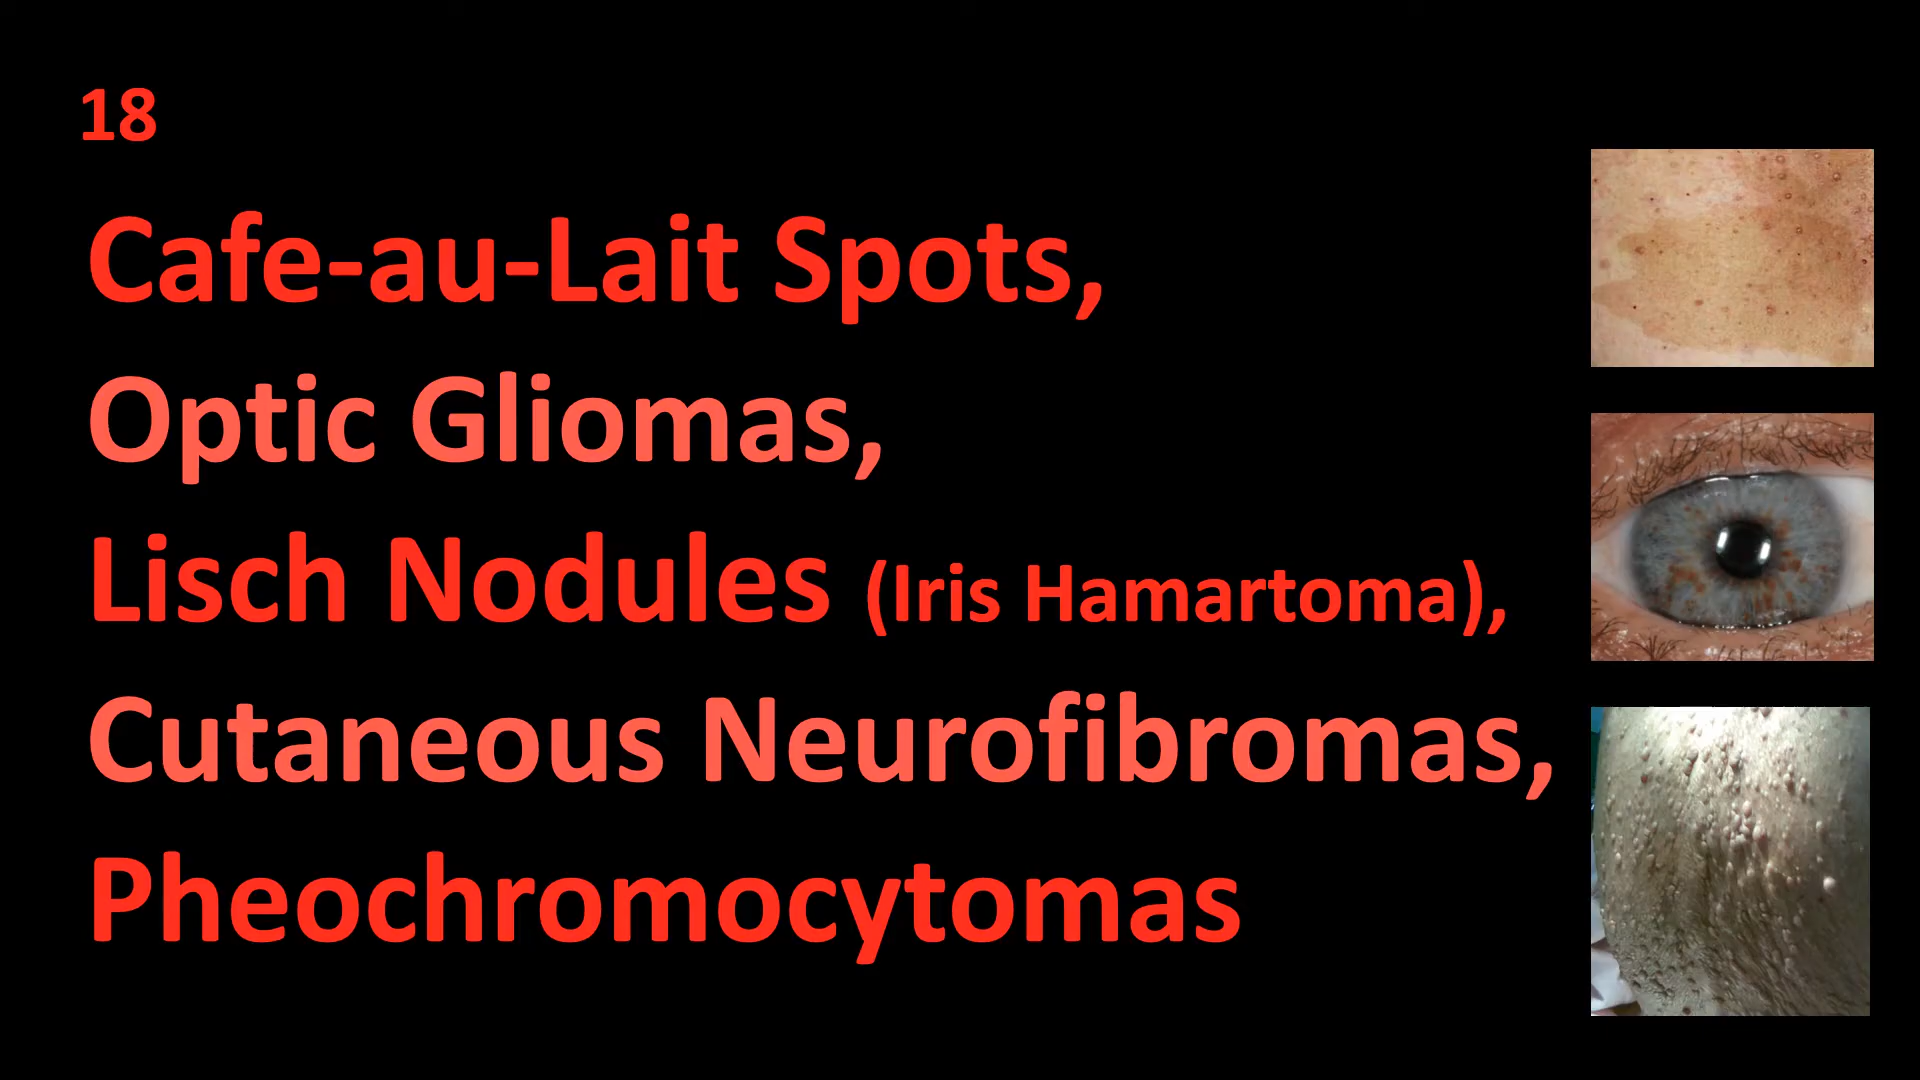 18
Cafe-au-Lait Spots,
Optic Gliomas,
Lisch Nodules (Iris Hamartoma),
Cutaneous Neurofibromas,
Pheochromocytomas